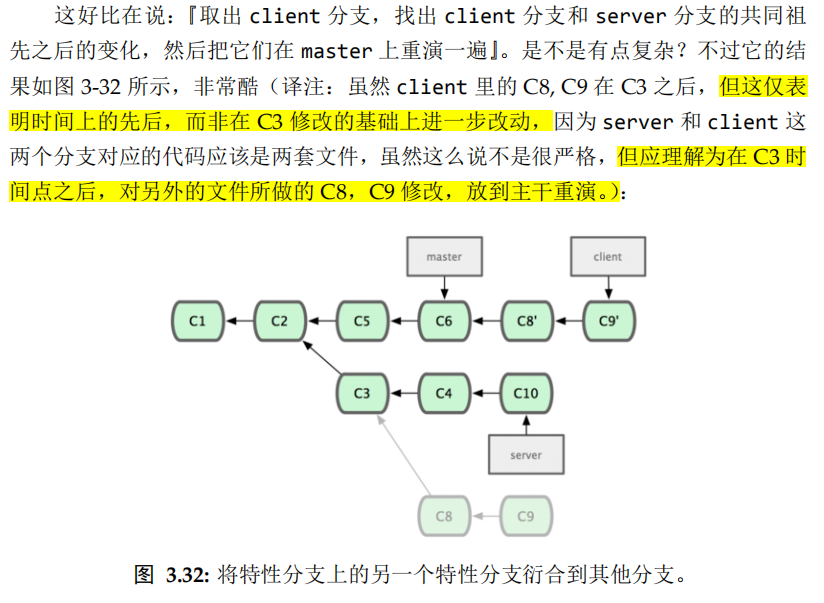 这好比在说：『取出 client 分支，找出 client 分支和 server 分支的共同祖
先之后的变化，然后把它们在 master 上重演一遍』。是不是有点复杂？不过它的结
果如图 3-32 所示，非常酷（译注：虽然 client 里的 C8, C9 在 C3 之后，但这仅表
明时间上的先后，而非在 C3 修改的基础上进一步改动，因为 server 和 client 这
两个分支对应的代码应该是两套文件，虽然这么说不是很严格，但应理解为在 C3 时
间点之后，对另外的文件所做的 C8，C9 修改，放到主干重演。）：
master client
C1 C2 C5 C6 C8' C9'
C3 C4 C10
server
C8 C9
图 3.32: 将特性分支上的另一个特性分支衍合到其他分支。